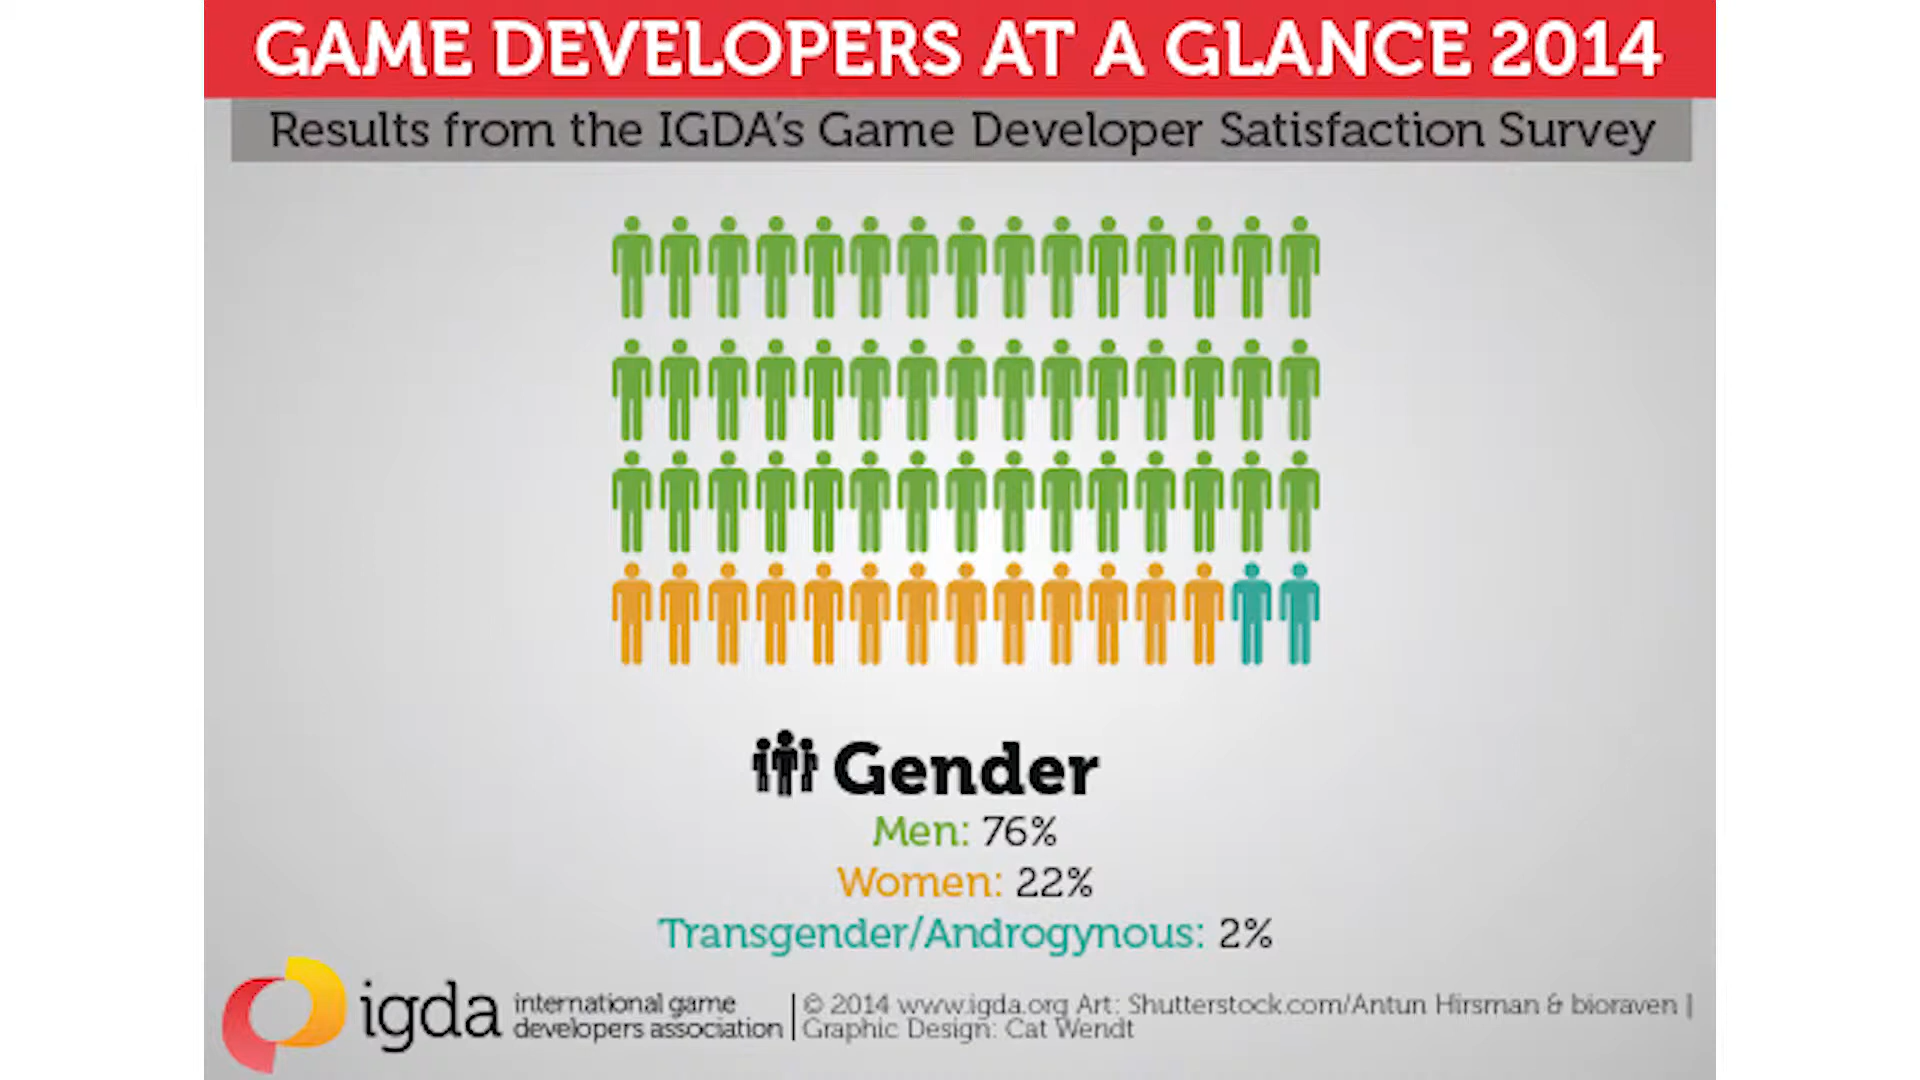 GAME DEVELOPERS AT A GLANCE 2014
Results from the IGDA's Game Developer Satisfaction Survey
Gender
Men: 76%
Women: 22%
Transgender/Androgynous: 2%
igda
international game
developers association
© 2014 www.igda.org Art: Shutterstock.com/Antun Hirsman & bioraven |
Graphic Design: Cat Wendt